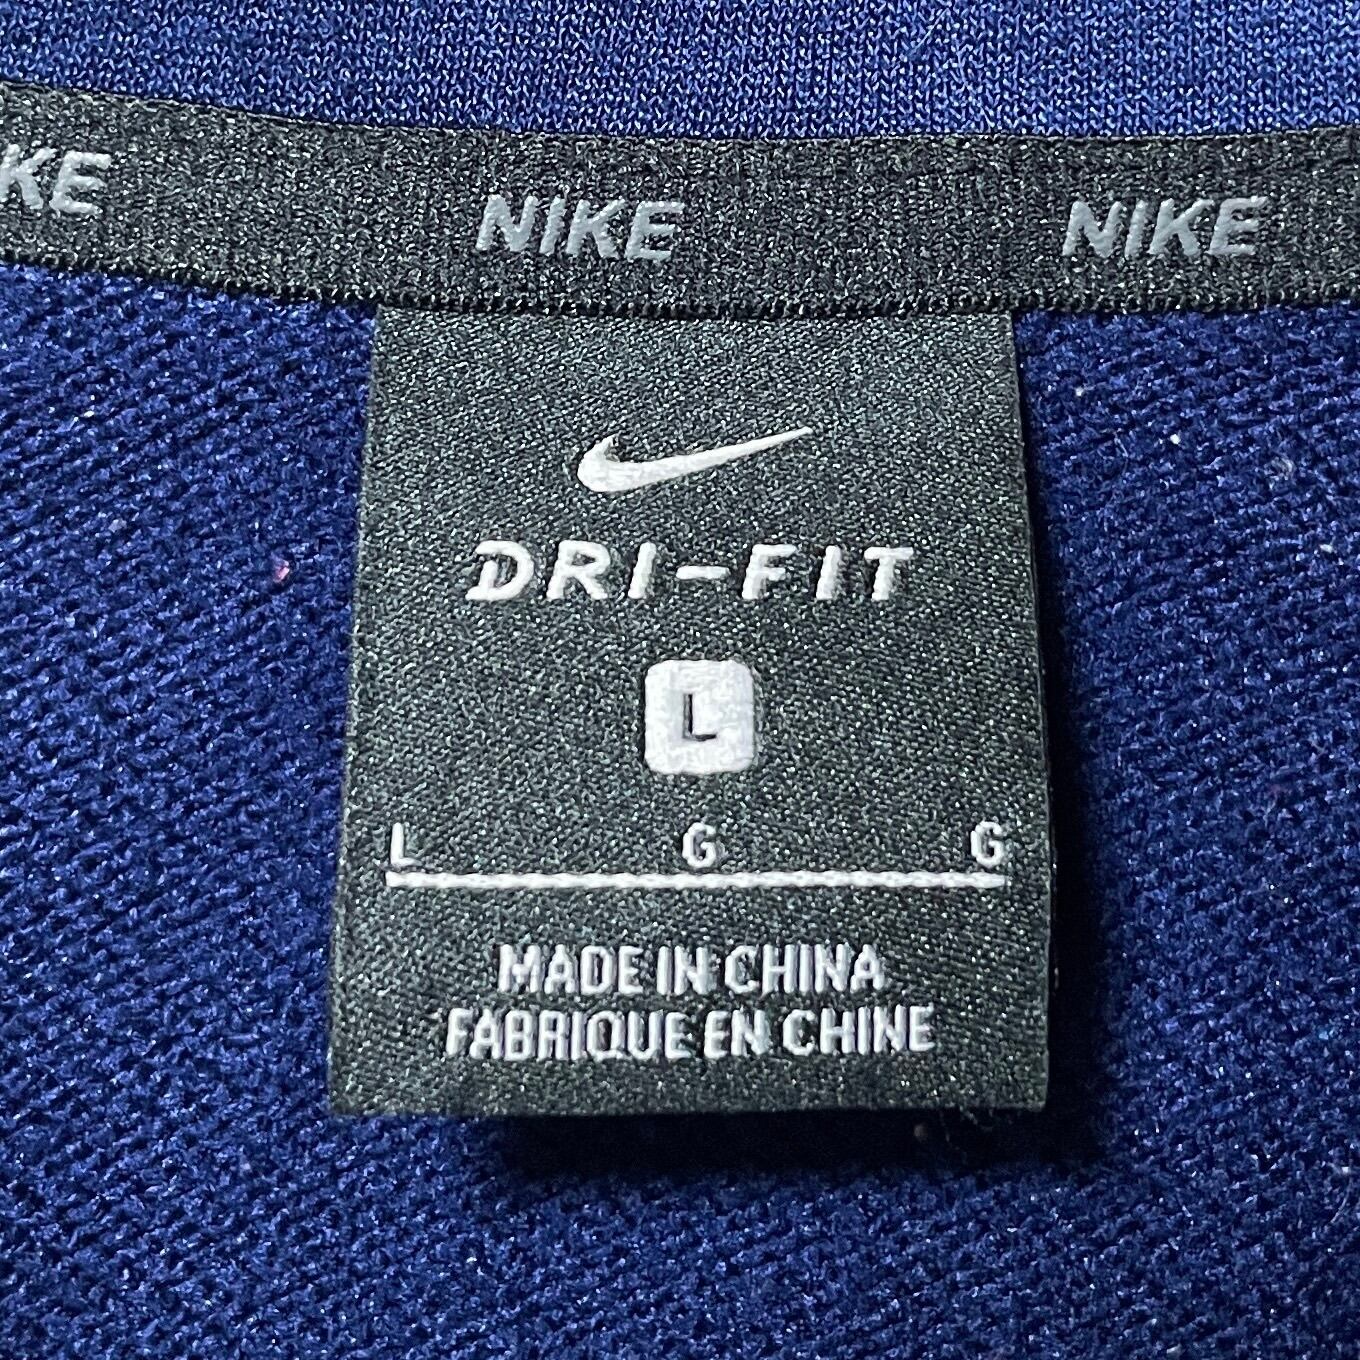 KE NIKE NIKE
DRI-FIT
L
L G G
MADE IN CHINA
FABRIQUE EN CHINE